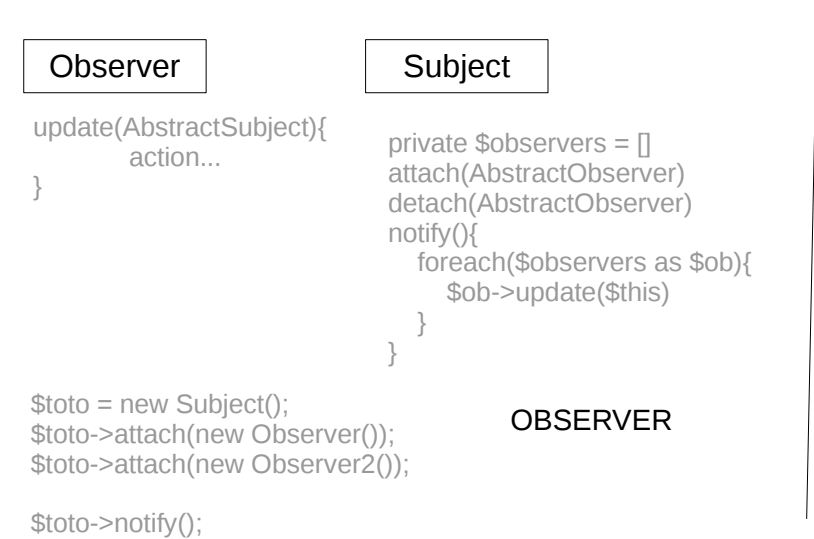 Observer
update(AbstractSubject){
action...
}
Subject
private $observers = []
attach(AbstractObserver)
detach(AbstractObserver)
notify(){
foreach($observers as $ob){
$ob->update($this)
}
}
$toto = new Subject();
$toto->attach(new Observer());
$toto->attach(new Observer2());
$toto->notify();
OBSERVER